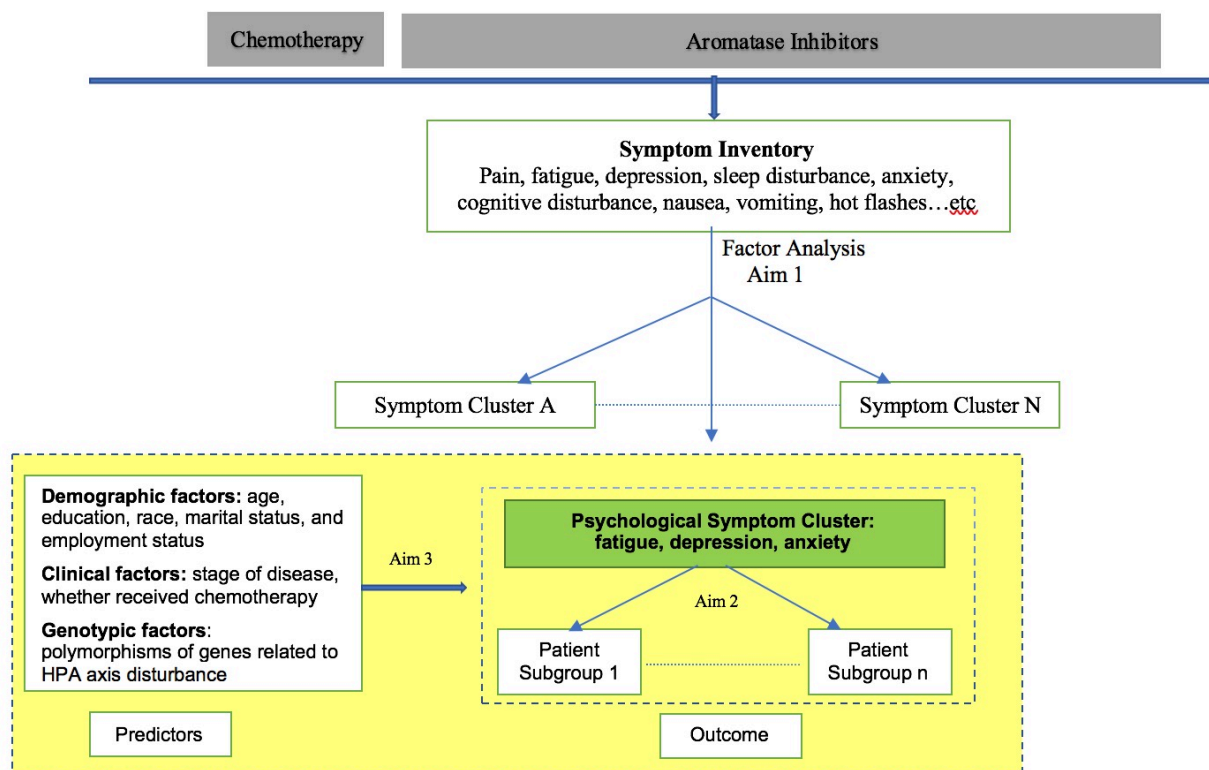 Chemotherapy
Aromatase Inhibitors
Symptom Inventory
Pain, fatigue, depression, sleep disturbance, anxiety,
cognitive disturbance, nausea, vomiting, hot flashes…etc
Factor Analysis
Aim 1
Symptom Cluster A
Symptom Cluster N
Demographic factors: age,
education, race, marital status, and
employment status
Clinical factors: stage of disease,
whether received chemotherapy
Genotypic factors:
polymorphisms of genes related to
HPA axis disturbance
Predictors
Aim 3
Psychological Symptom Cluster:
fatigue, depression, anxiety
Aim 2
Patient
Subgroup 1
Patient
Subgroup n
Outcome